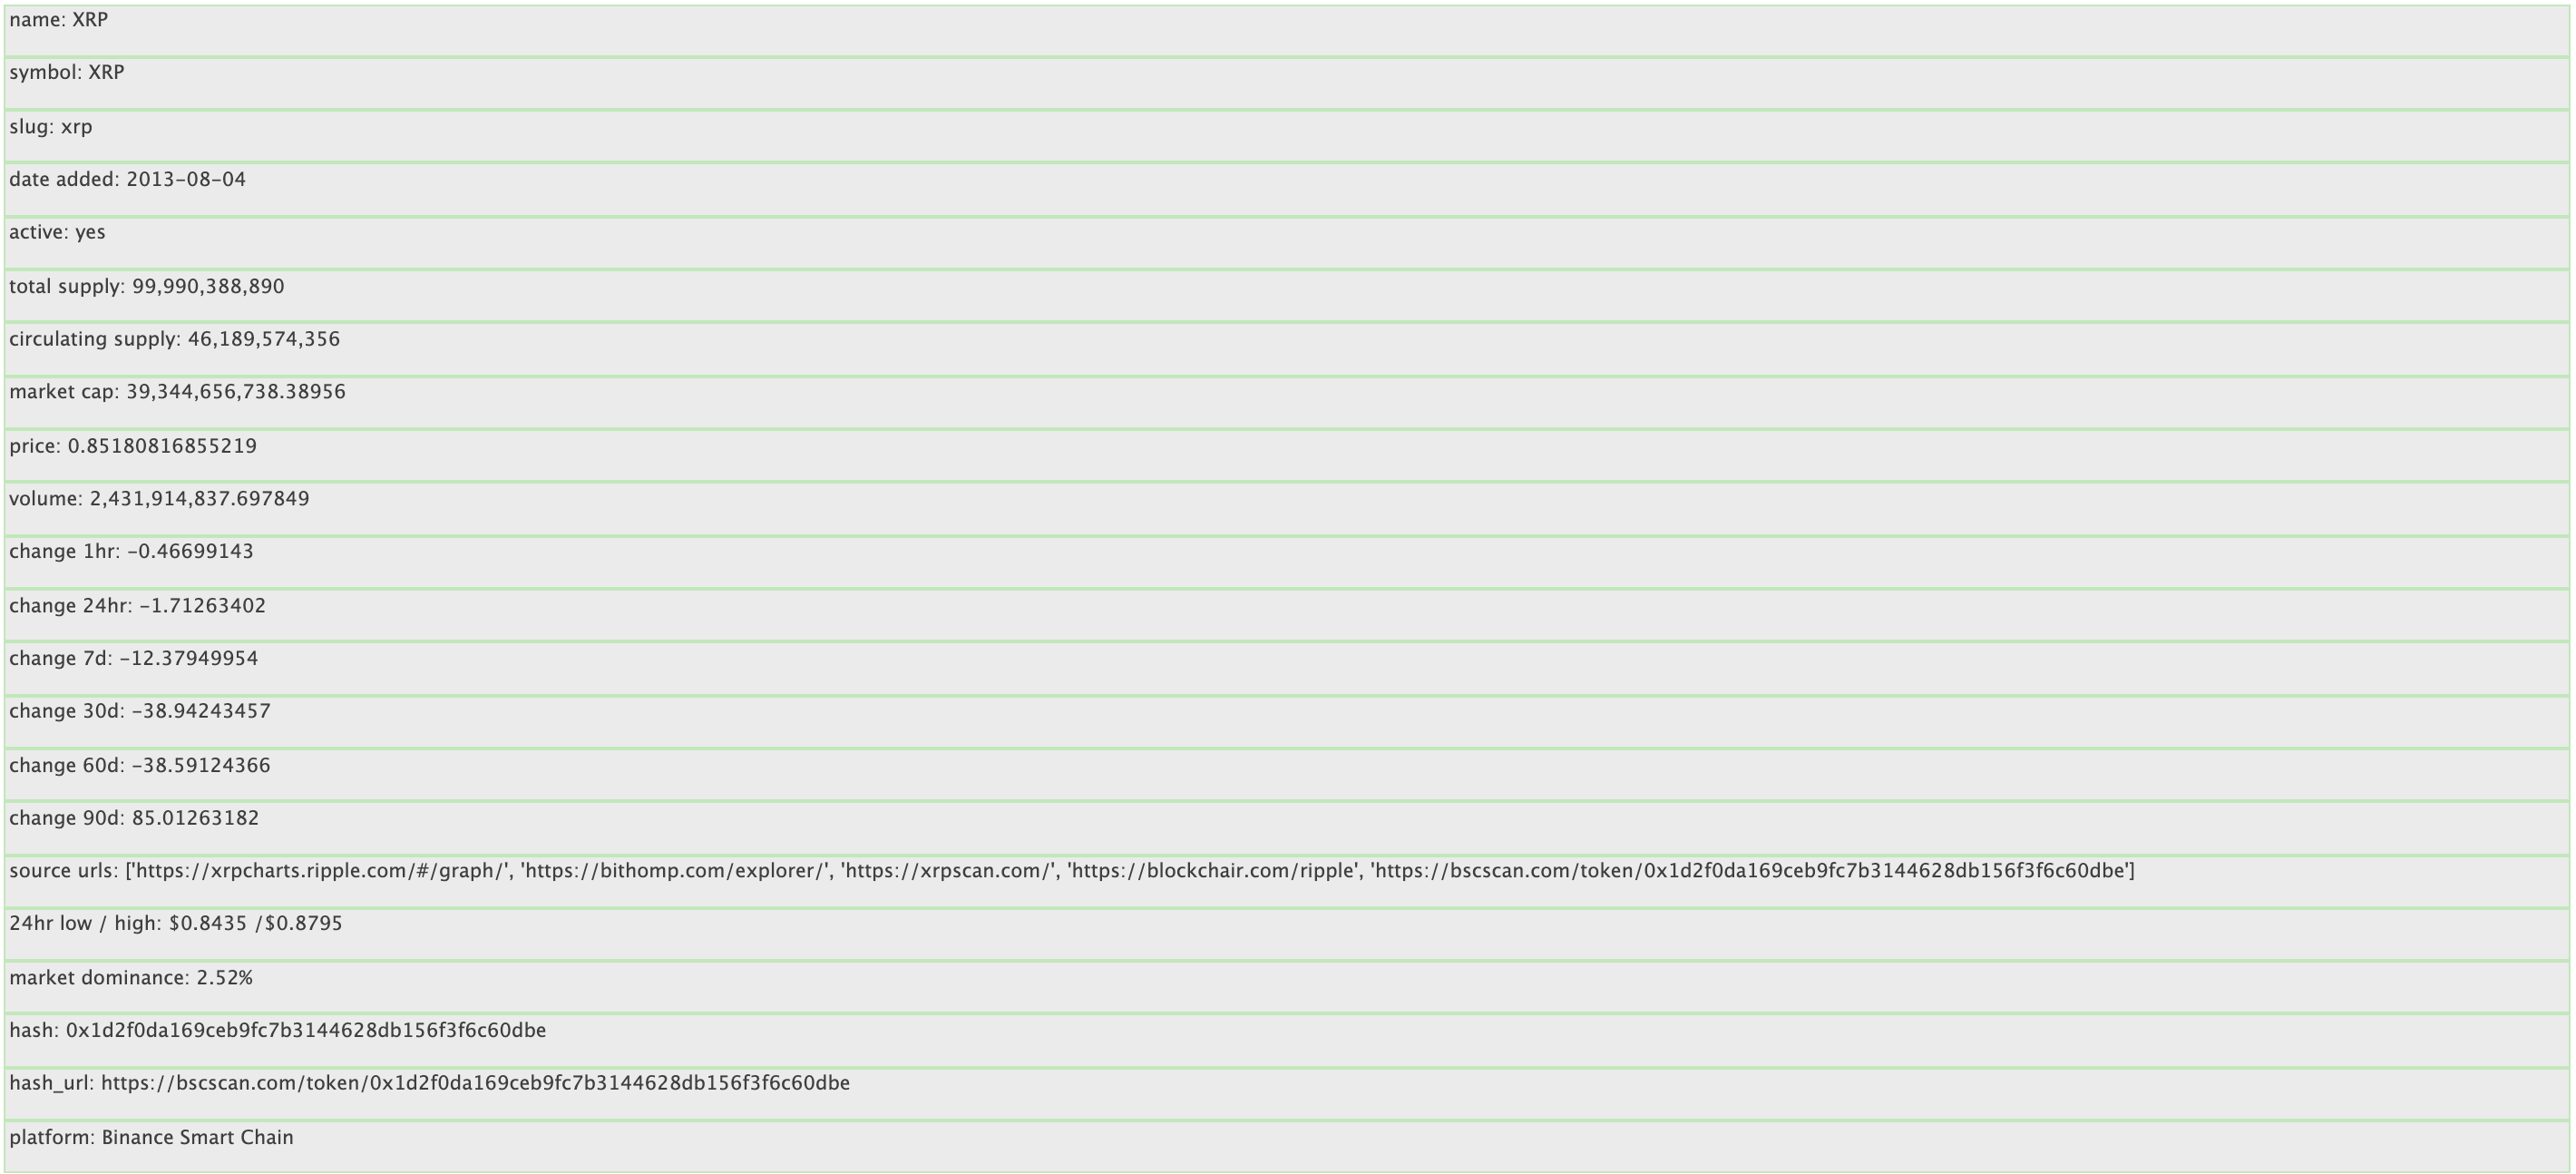 name: XRP
symbol: XRP
slug: xrp
date added: 2013-08-04
active: yes
total supply: 99,990,388,890
circulating supply: 46,189,574,356
market cap: 39,344,656,738.38956
price: 0.85180816855219
volume: 2,431,914,837.697849
change 1hr: -0.46699143
change 24hr: -1.71263402
change 7d: -12.37949954
change 30d: -38.94243457
change 60d: -38.59124366
change 90d: 85.01263182
source urls: ['https://xrpcharts.ripple.com/#/graph/', 'https://bithomp.com/explorer/', 'https://xrpscan.com/', 'https://blockchair.com/ripple', 'https://bscscan.com/token/0x1d2f0da169ceb9fc7b3144628db156f3f6c60dbe']
24hr low / high: $0.8435 /$0.8795
market dominance: 2.52%
hash: 0x1d2f0da169ceb9fc7b3144628db156f3f6c60dbe
hash_url: https://bscscan.com/token/0x1d2f0da169ceb9fc7b3144628db156f3f6c60dbe
platform: Binance Smart Chain